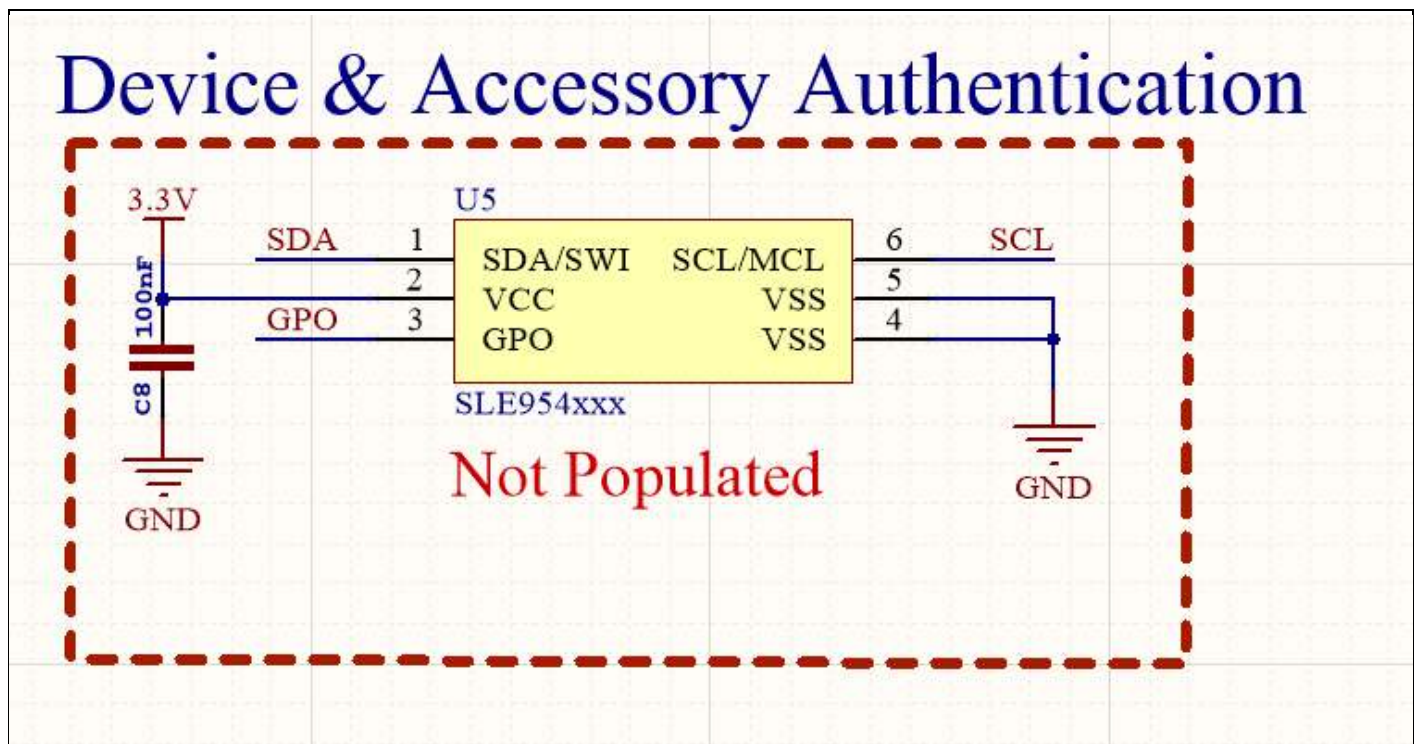 Device & Accessory Authentication
3.3V
U5
SDA 1 SDA/SWI SCL/MCL 6 SCL
2 VCC VSS 5
GPO 3 GPO VSS 4
100nF
C8
SLE954xxx
Not Populated
GND
GND